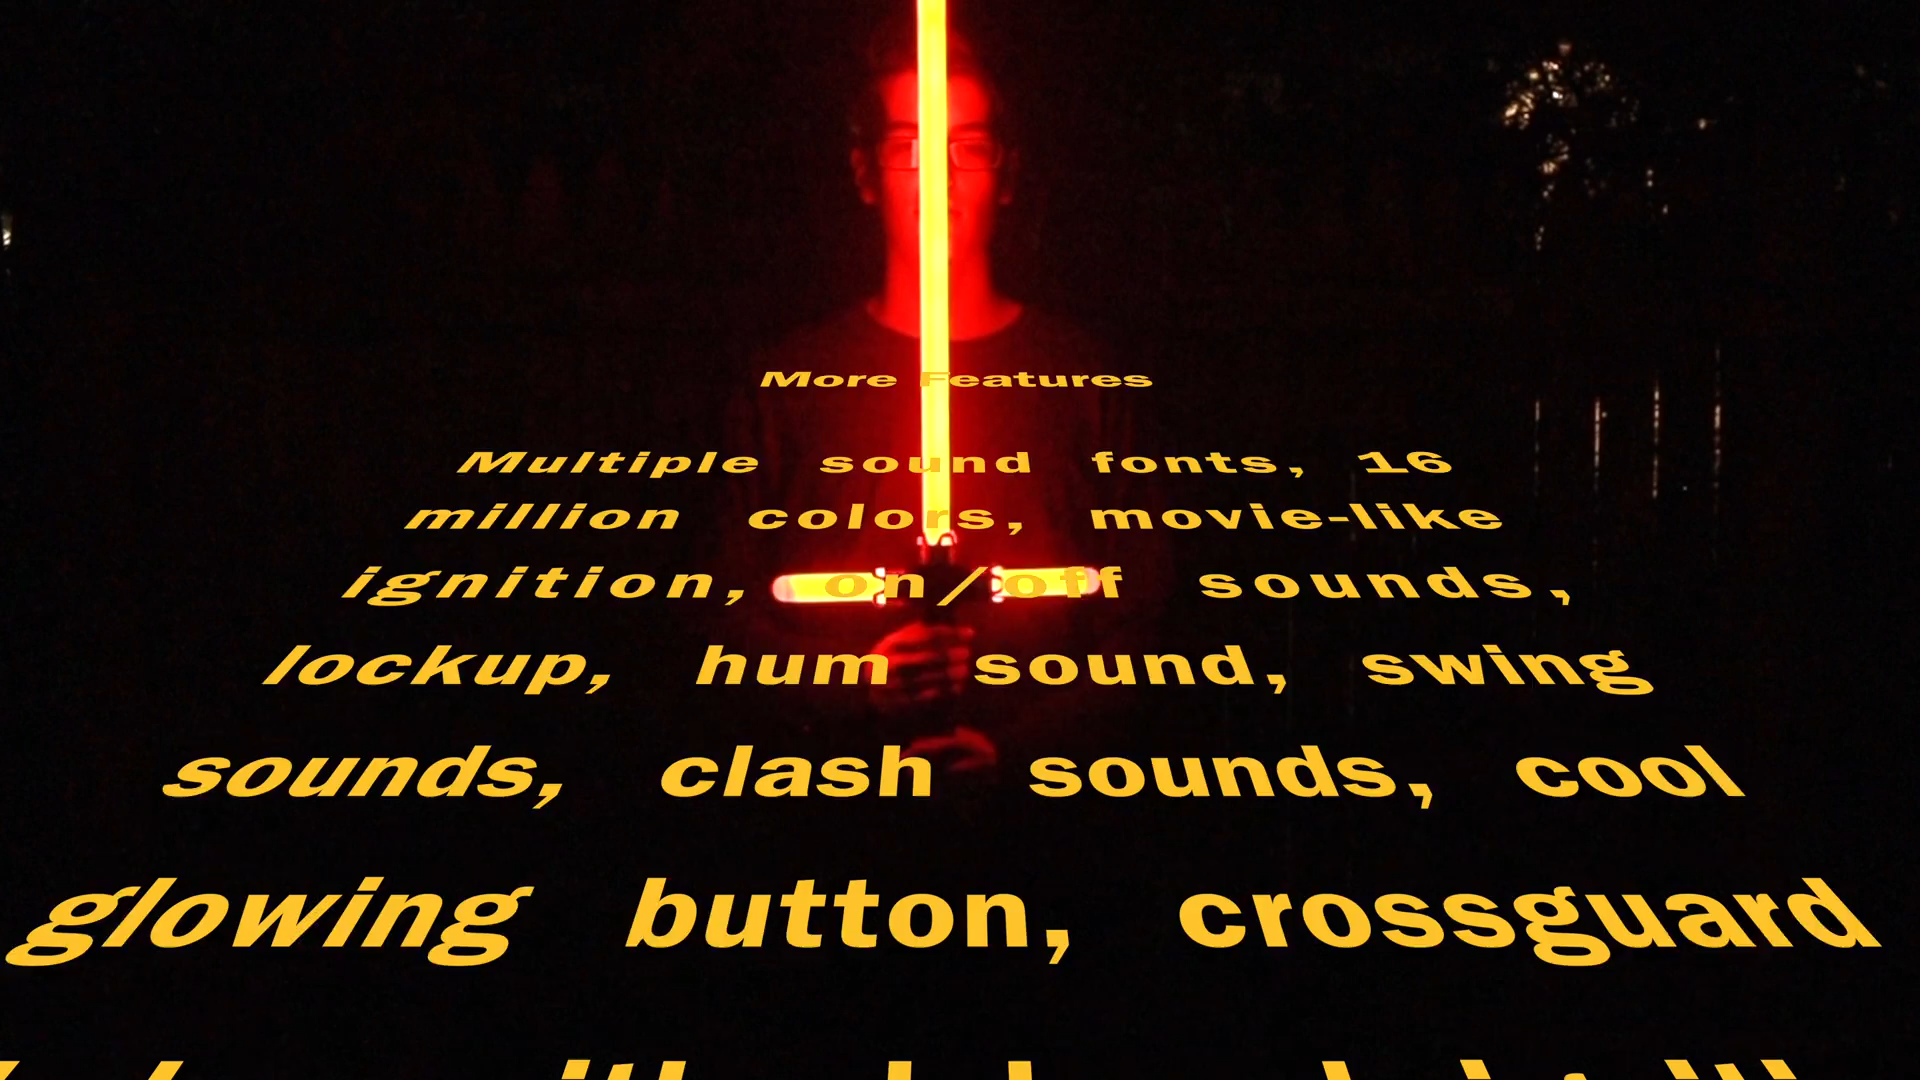 More Features
Multiple sound fonts, 16
million colors, movie-like
ignition, on/off sounds,
lockup, hum sound, swing
sounds, clash sounds, cool
glowing button, crossguard